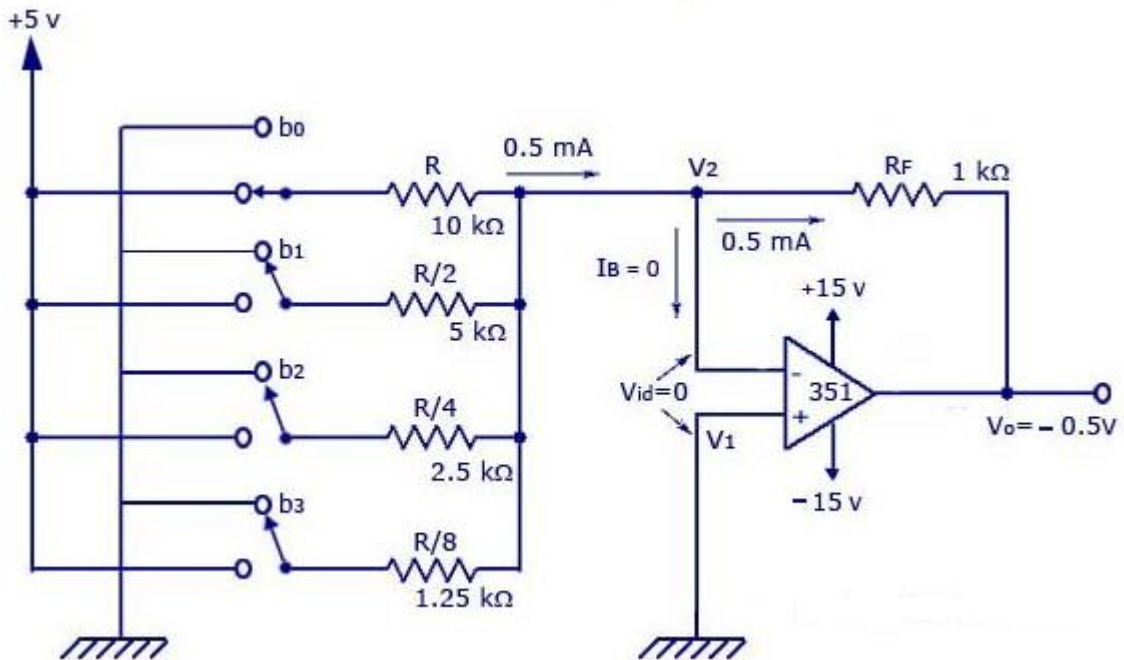 +5 v
b0
R
10 kΩ
0.5 mA
V2
RF
1 kΩ
0.5 mA
IB = 0
b1
R/2
5 kΩ
+15 v
b2
R/4
2.5 kΩ
Vid=0
-
351
+
V1
Vo= - 0.5v
-15 v
b3
R/8
1.25 kΩ